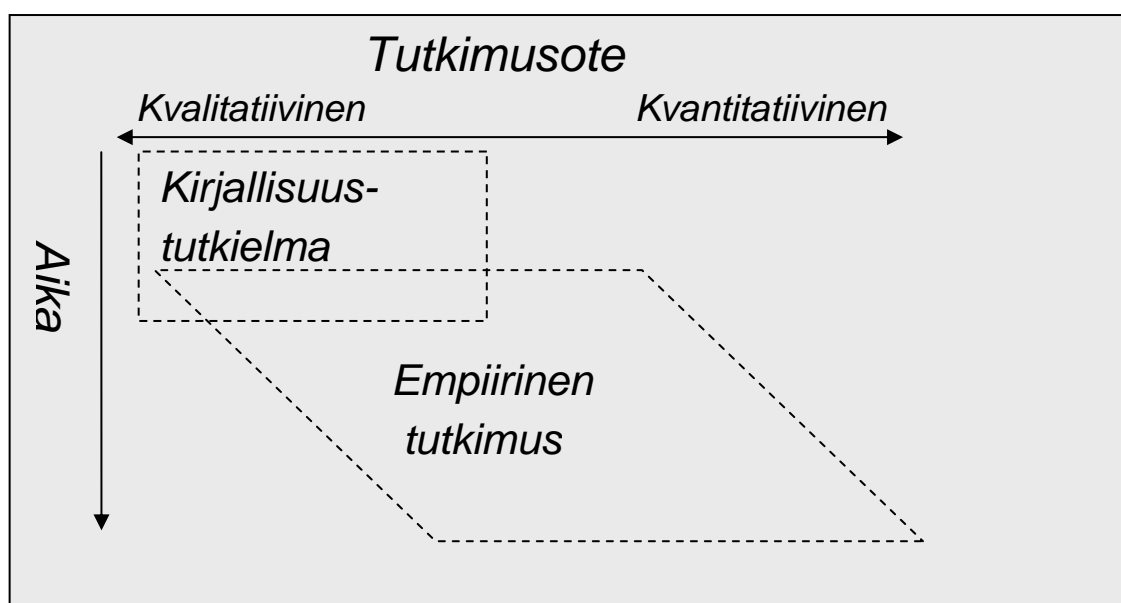 Tutkimusote
Kvalitatiivinen
Kvantitatiivinen
Kirjallisuus-
tutkielma
Aika
Empiirinen
tutkimus